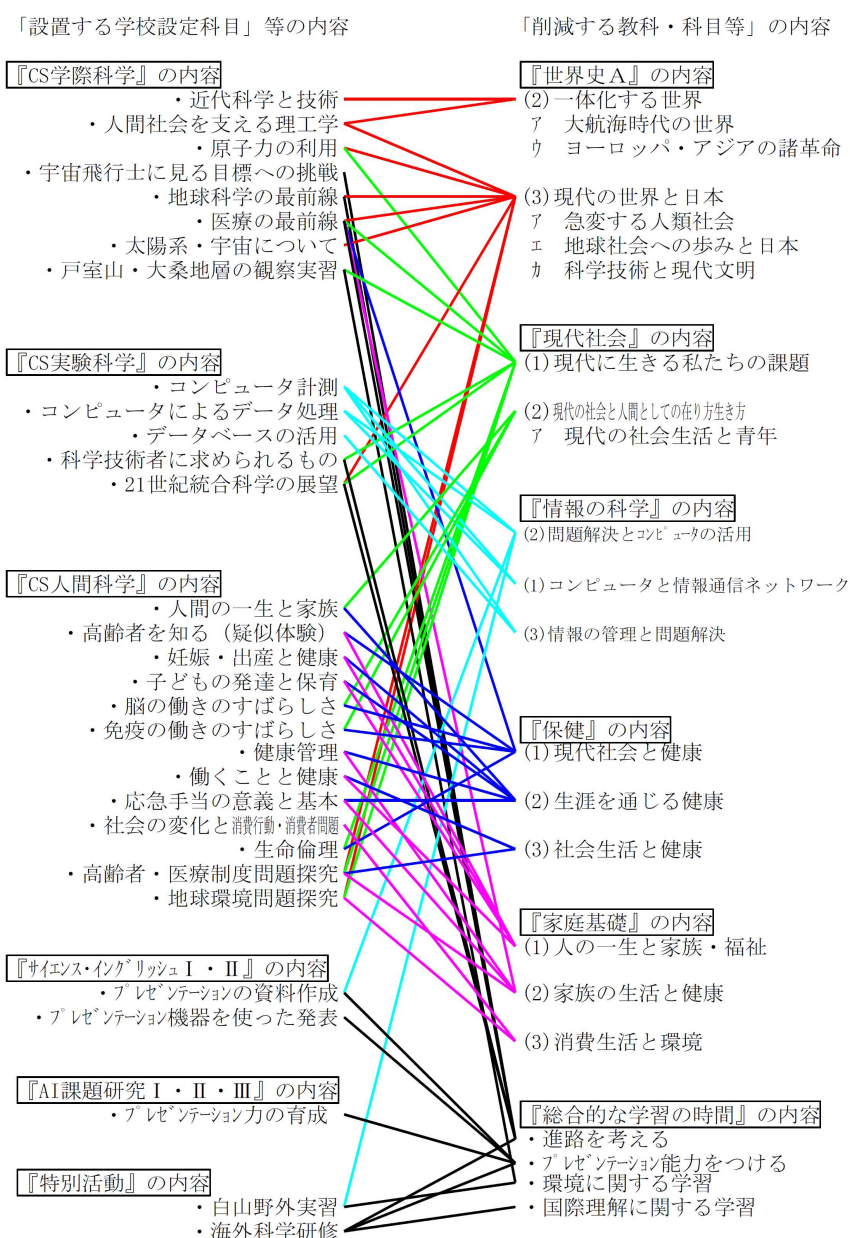 「設置する学校設定科目」等の内容
『CS学際科学』の内容
・近代科学と技術
・人間社会を支える理工学
・原子力の利用
・宇宙飛行士に見る目標への挑戦
・地球科学の最前線
・医療の最前線
・太陽系・宇宙について
・戸室山・大桑地層の観察実習
『CS実験科学』の内容
・コンピュータ計測
・コンピュータによるデータ処理
・データベースの活用
・科学技術者に求められるもの
・21世紀統合科学の展望
『CS人間科学』の内容
・人間の一生と家族
・高齢者を知る（疑似体験）
・妊娠・出産と健康
・子どもの発達と保育
・脳の働きのすばらしさ
・免疫の働きのすばらしさ
・健康管理
・働くことと健康
・応急手当の意義と基本
・社会の変化と消費行動・消費者問題
・生命倫理
・高齢者・医療制度問題探究
・地球環境問題探究
『サイエンス・イングリッシュⅠ・Ⅱ』の内容
・プレゼンテーションの資料作成
・プレゼンテーション機器を使った発表
『AI課題研究Ⅰ・Ⅱ・Ⅲ』の内容
・プレゼンテーション力の育成
『特別活動』の内容
・白山野外実習
・海外科学研修
「削減する教科・科目等」の内容
『世界史Ａ』の内容
(2)一体化する世界
ｱ　大航海時代の世界
ｳ　ヨーロッパ・アジアの諸革命
(3)現代の世界と日本
ｱ　急変する人類社会
ｴ　地球社会への歩みと日本
ｶ　科学技術と現代文明
『現代社会』の内容
(1)現代に生きる私たちの課題
(2)現代の社会と人間としての在り方生き方
ｱ　現代の社会生活と青年
『情報の科学』の内容
(2)問題解決とコンピュータの活用
(1)コンピュータと情報通信ネットワーク
(3)情報の管理と問題解決
『保健』の内容
(1)現代社会と健康
(2)生涯を通じる健康
(3)社会生活と健康
『家庭基礎』の内容
(1)人の一生と家族・福祉
(2)家族の生活と健康
(3)消費生活と環境
『総合的な学習の時間』の内容
・進路を考える
・プレゼンテーション能力をつける
・環境に関する学習
・国際理解に関する学習